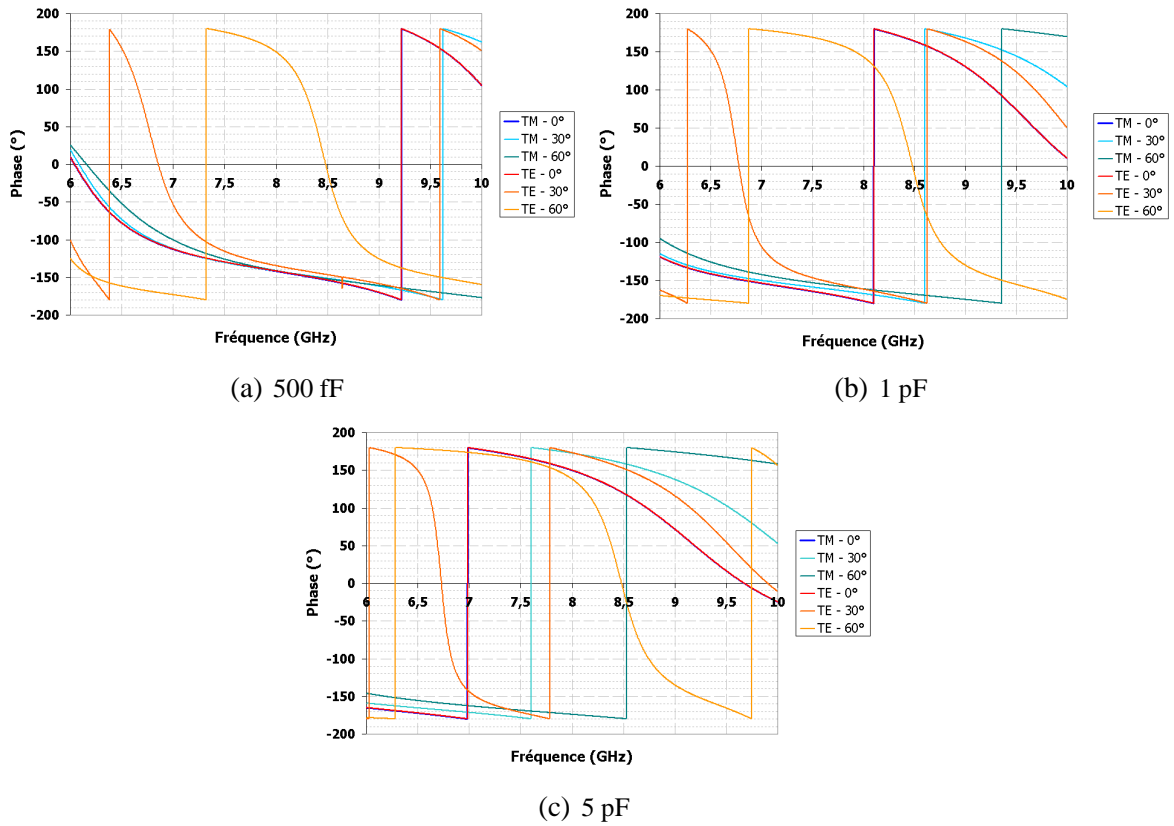 200
150
100
50
0
-50
-100
-150
-200
Phase (°)
6 6,5 7 7,5 8 8,5 9 9,5 10
Fréquence (GHz)
TM - 0°
TM - 30°
TM - 60°
TE - 0°
TE - 30°
TE - 60°
(a) 500 fF
200
150
100
50
0
-50
-100
-150
-200
Phase (°)
6 6,5 7 7,5 8 8,5 9 9,5 10
Fréquence (GHz)
TM - 0°
TM - 30°
TM - 60°
TE - 0°
TE - 30°
TE - 60°
(b) 1 pF
200
150
100
50
0
-50
-100
-150
-200
Phase (°)
6 6,5 7 7,5 8 8,5 9 9,5 10
Fréquence (GHz)
TM - 0°
TM - 30°
TM - 60°
TE - 0°
TE - 30°
TE - 60°
(c) 5 pF